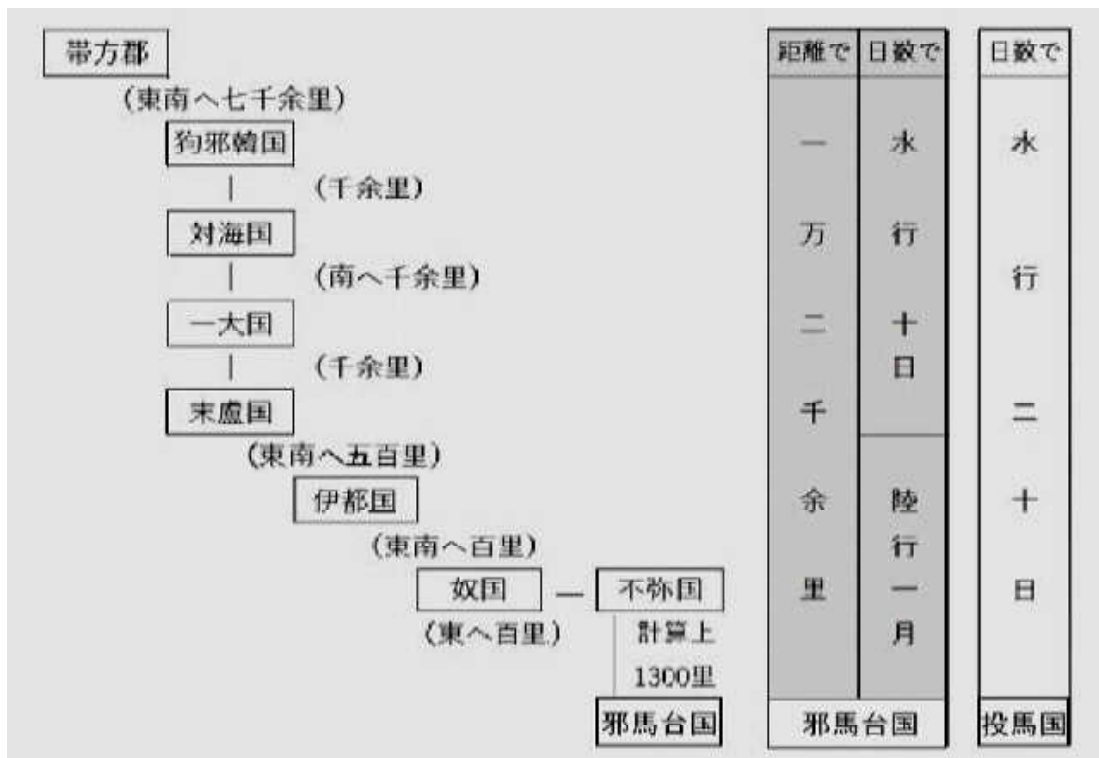 帯方郡
(東南へ七千余里)
狗邪韓国
(千余里)
対海国
(南へ千余里)
一大国
(千余里)
末盧国
(東南へ五百里)
伊都国
(東南へ百里)
奴国 — 不弥国
(東へ百里)
計算上
1300里
邪馬台国
距離で
一万二千余里
日数で
水行十日
陸行一月
邪馬台国
日数で
水行二十日
投馬国